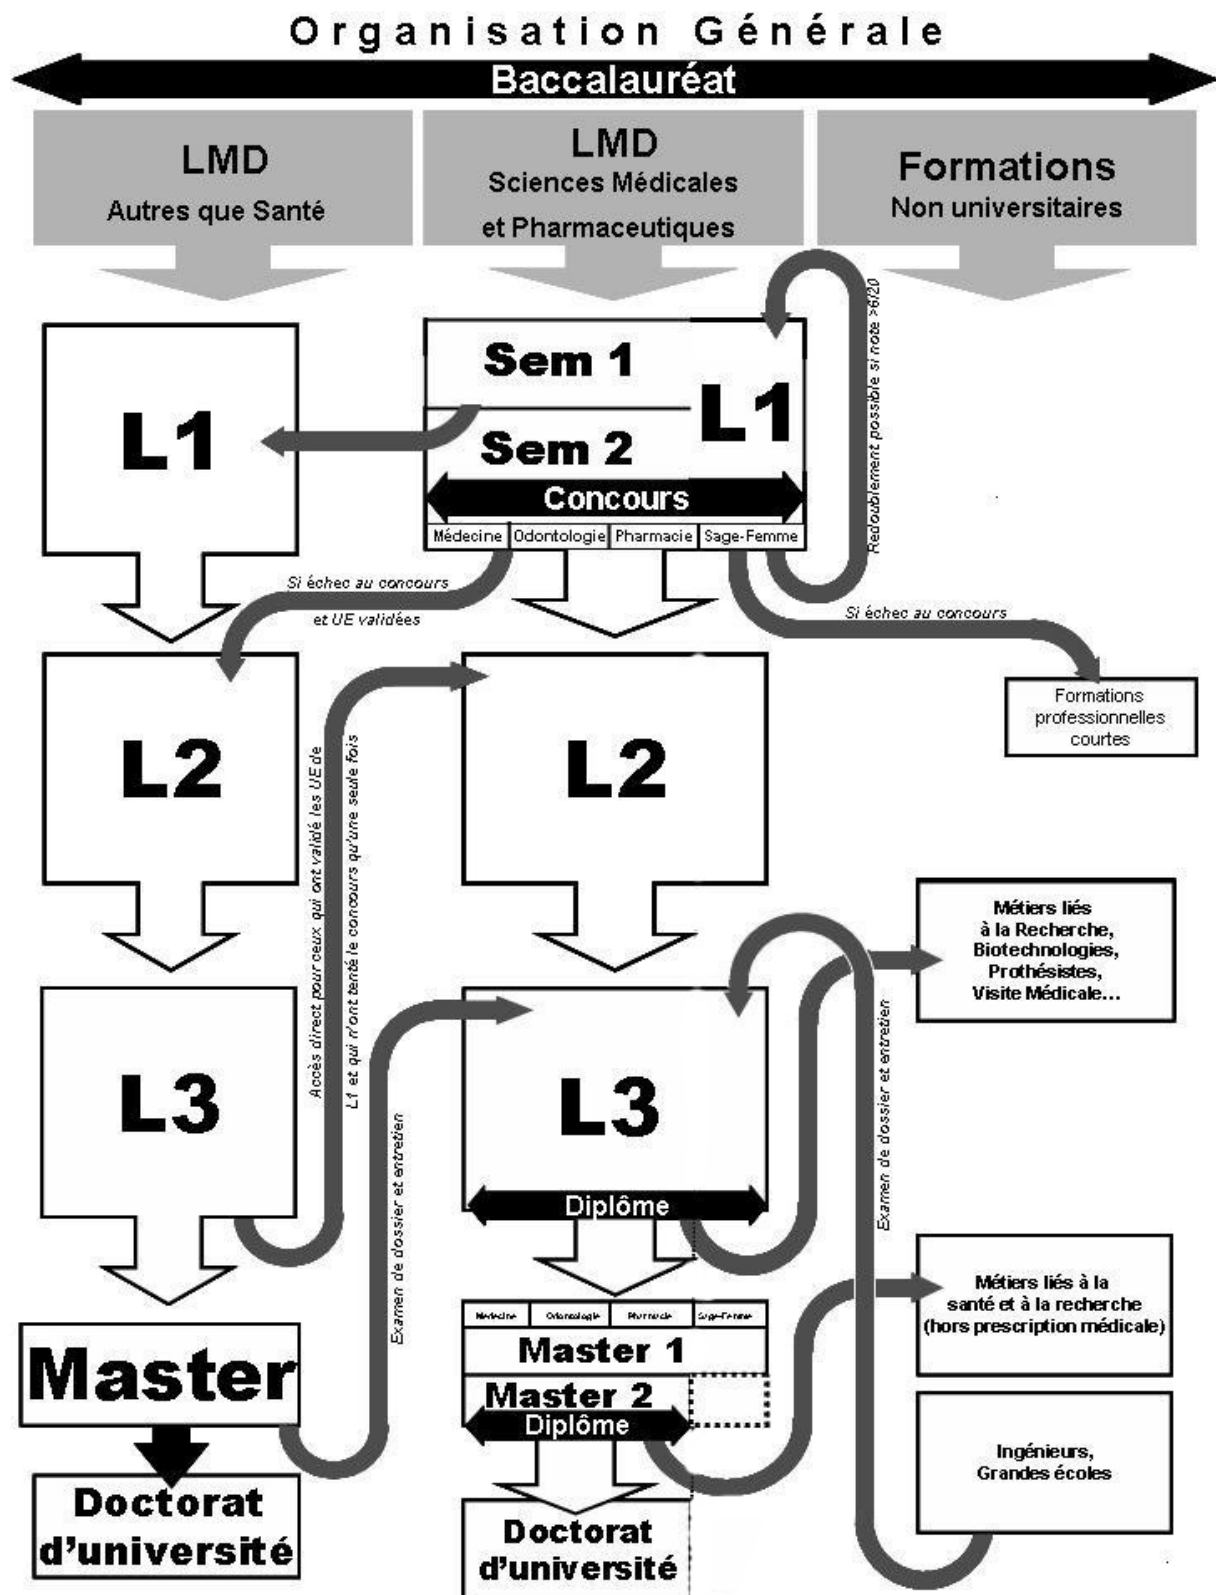 Organisation Générale
Baccalauréat
LMD
Autres que Santé
LMD
Sciences Médicales
et Pharmaceutiques
Formations
Non universitaires
L1
Sem 1
Sem 2
L1
Concours
Médecine
Odontologie
Pharmacie
Sage-Femme
Redoublement possible si note >6/20
Si échec au concours
et UE validées
Si échec au concours
Formations
professionnelles
courtes
L2
L2
Accès direct pour ceux qui ont validé les UE de
L1 et qui n'ont tenté le concours qu'une seule fois
Métiers liés
à la Recherche,
Biotechnologies,
Prothésistes,
Visite Médicale...
L3
L3
Diplôme
Examen de dossier et entretien
Examen de dossier et entretien
Métiers liés à la
santé et à la recherche
(hors prescription médicale)
Médecine
Odontologie
Pharmacie
Sage-Femme
Master
Master 1
Master 2
Diplôme
Ingénieurs,
Grandes écoles
Doctorat
d'université
Doctorat
d'université